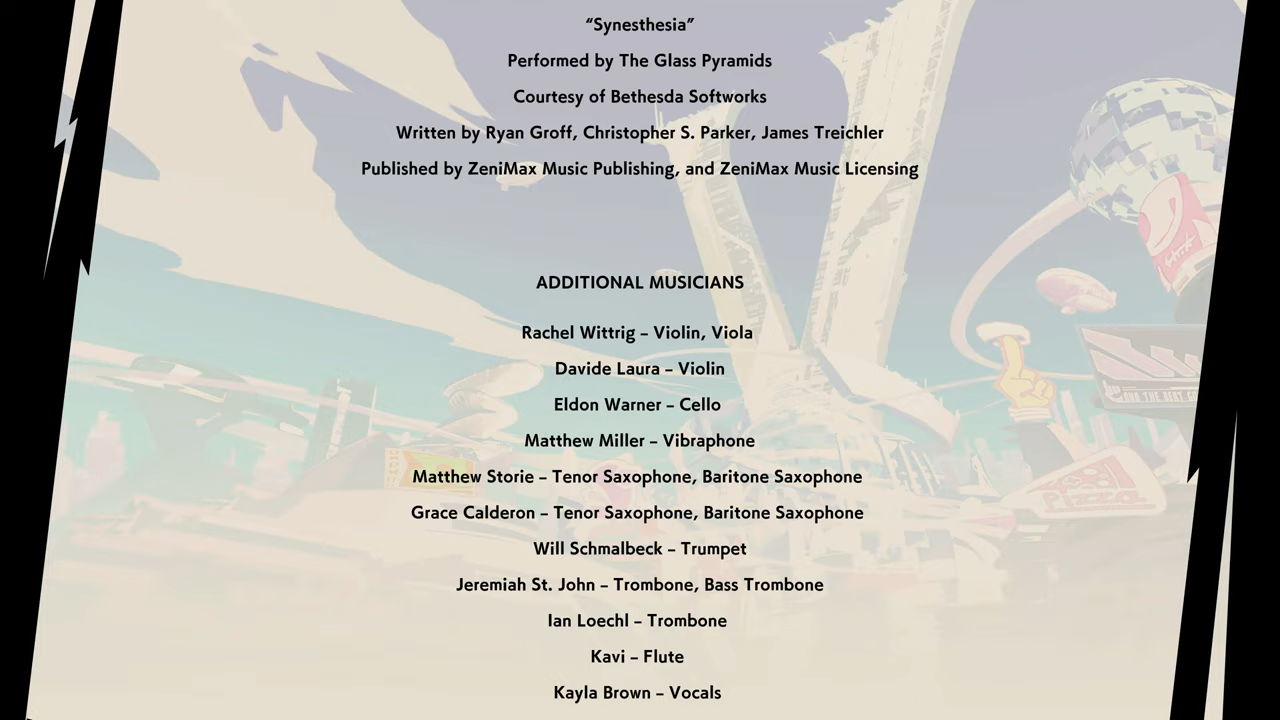 “Synesthesia”
Performed by The Glass Pyramids
Courtesy of Bethesda Softworks
Written by Ryan Groff, Christopher S. Parker, James Treichler
Published by ZeniMax Music Publishing, and ZeniMax Music Licensing
ADDITIONAL MUSICIANS
Rachel Wittrig – Violin, Viola
Davide Laura – Violin
Eldon Warner – Cello
Matthew Miller – Vibraphone
Matthew Storie – Tenor Saxophone, Baritone Saxophone
Grace Calderon – Tenor Saxophone, Baritone Saxophone
Will Schmalbeck – Trumpet
Jeremiah St. John – Trombone, Bass Trombone
Ian Loechl – Trombone
Kavi – Flute
Kayla Brown – Vocals
Pizza